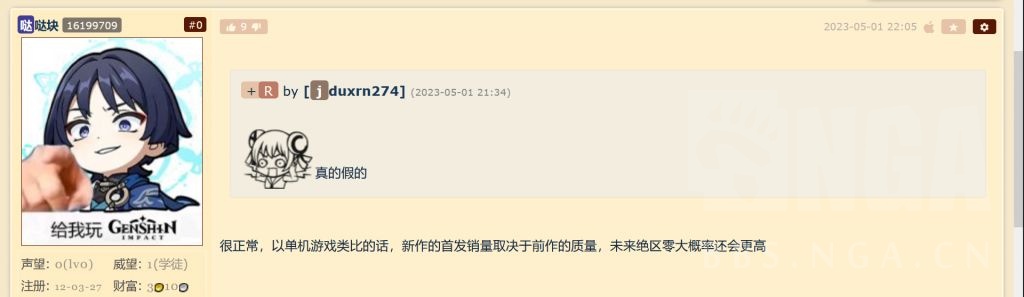 哒哒块 16199709 #0
9
2023-05-01 22:05
+ R by [jduxrn274] (2023-05-01 21:34)
真的假的
给我玩 GENSHIN IMPACT
很正常，以单机游戏类比的话，新作的首发销量取决于前作的质量，未来绝区零大概率还会更高
声望: 0(lv0) 威望: 1(学徒)
注册: 12-03-27 财富: 3 10
NGA
BBS.NGA.CN